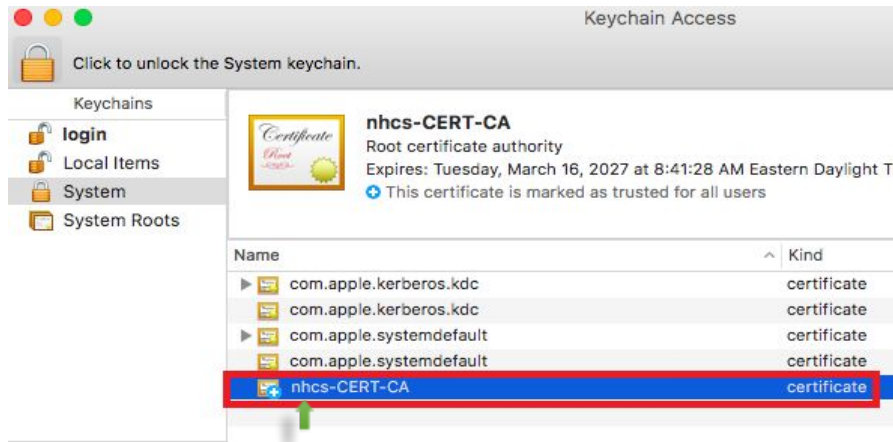 Keychain Access
Click to unlock the System keychain.
Keychains
login
Local Items
System
System Roots
Certificate
Root
nhcs-CERT-CA
Root certificate authority
Expires: Tuesday, March 16, 2027 at 8:41:28 AM Eastern Daylight T
This certificate is marked as trusted for all users
Name Kind
com.apple.kerberos.kdc certificate
com.apple.kerberos.kdc certificate
com.apple.systemdefault certificate
com.apple.systemdefault certificate
nhcs-CERT-CA certificate